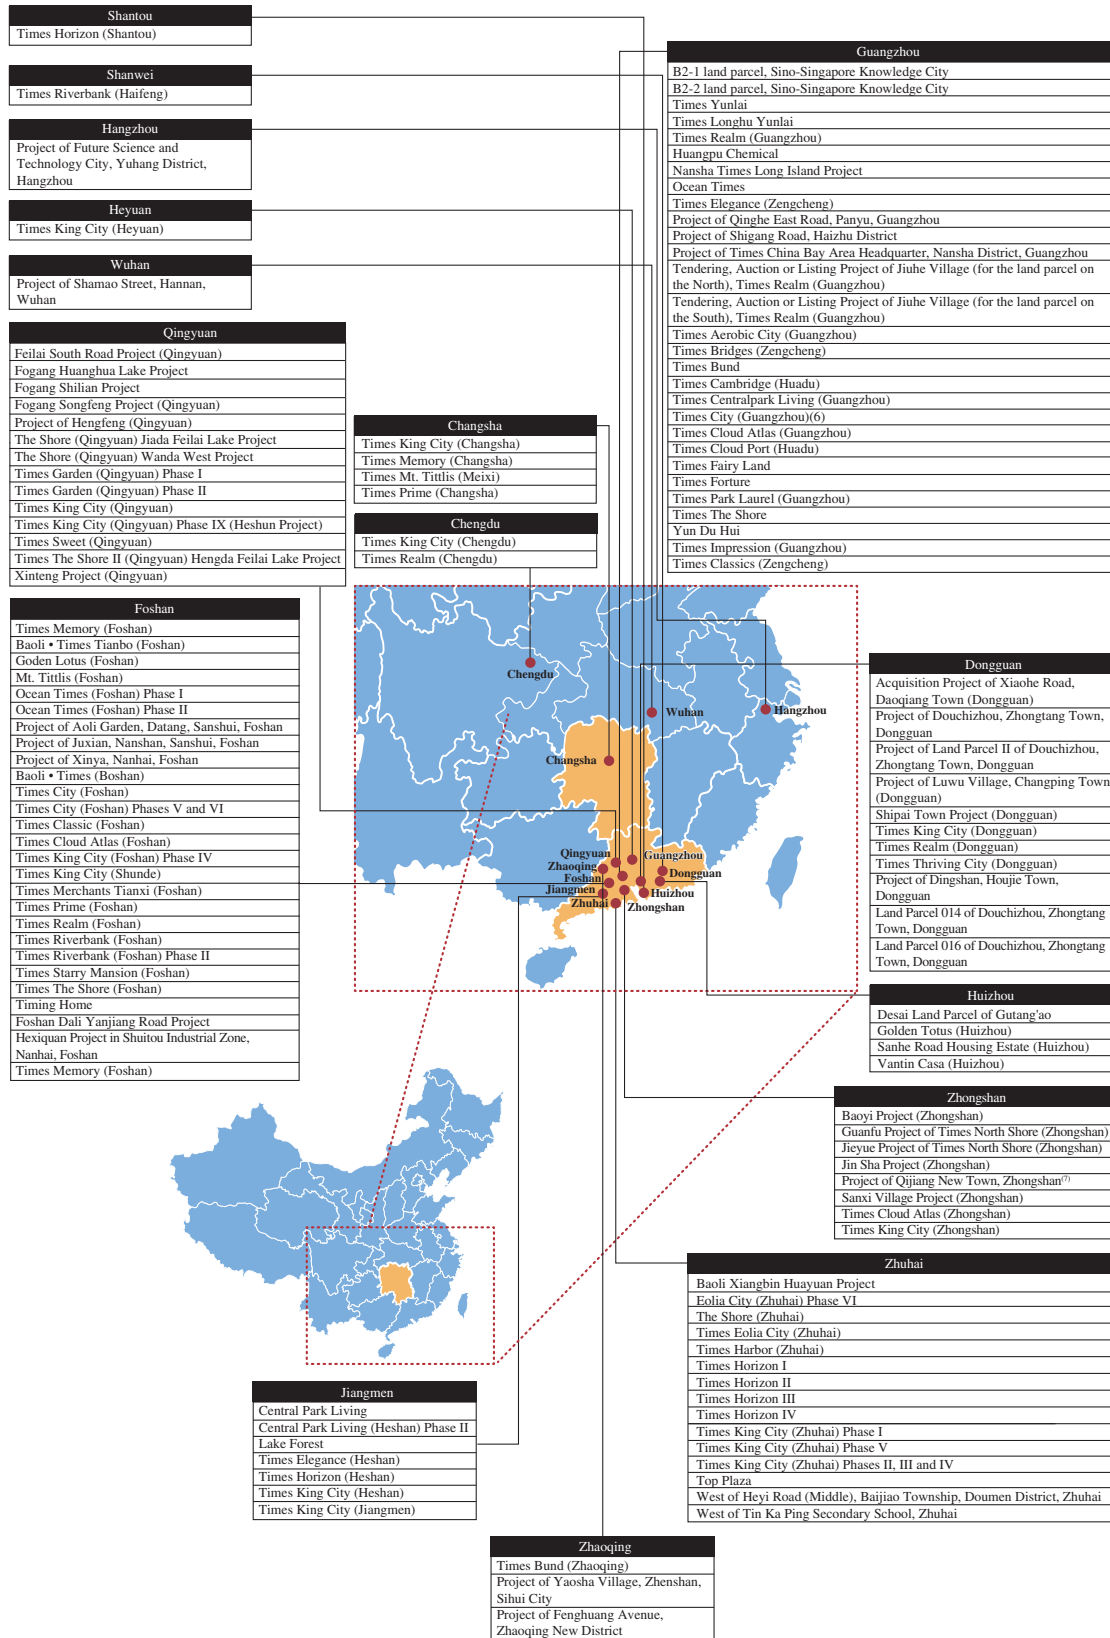 Shantou
Times Horizon (Shantou)
Shanwei
Times Riverbank (Haifeng)
Hangzhou
Project of Future Science and
Technology City, Yuhang District,
Hangzhou
Heyuan
Times King City (Heyuan)
Wuhan
Project of Shamao Street, Hannan,
Wuhan
Qingyuan
Feilai South Road Project (Qingyuan)
Fogang Huanghua Lake Project
Fogang Shilian Project
Fogang Songfeng Project (Qingyuan)
Project of Hengfeng (Qingyuan)
The Shore (Qingyuan) Jiada Feilai Lake Project
The Shore (Qingyuan) Wanda West Project
Times Garden (Qingyuan) Phase I
Times Garden (Qingyuan) Phase II
Times King City (Qingyuan)
Times King City (Qingyuan) Phase IX (Heshun Project)
Times Sweet (Qingyuan)
Times The Shore II (Qingyuan) Hengda Feilai Lake Project
Xinteng Project (Qingyuan)
Foshan
Times Memory (Foshan)
Baoli • Times Tianbo (Foshan)
Goden Lotus (Foshan)
Mt. Tittlis (Foshan)
Ocean Times (Foshan) Phase I
Ocean Times (Foshan) Phase II
Project of Aoli Garden, Datang, Sanshui, Foshan
Project of Juxian, Nanshan, Sanshui, Foshan
Project of Xinya, Nanhai, Foshan
Baoli • Times (Boshan)
Times City (Foshan)
Times City (Foshan) Phases V and VI
Times Classic (Foshan)
Times Cloud Atlas (Foshan)
Times King City (Foshan) Phase IV
Times King City (Shunde)
Times Merchants Tianxi (Foshan)
Times Prime (Foshan)
Times Realm (Foshan)
Times Riverbank (Foshan)
Times Riverbank (Foshan) Phase II
Times Starry Mansion (Foshan)
Times The Shore (Foshan)
Timing Home
Foshan Dali Yanjiang Road Project
Hexiquan Project in Shuitou Industrial Zone,
Nanhai, Foshan
Times Memory (Foshan)
Changsha
Times King City (Changsha)
Times Memory (Changsha)
Times Mt. Tittlis (Meixi)
Times Prime (Changsha)
Chengdu
Times King City (Chengdu)
Times Realm (Chengdu)
Guangzhou
B2-1 land parcel, Sino-Singapore Knowledge City
B2-2 land parcel, Sino-Singapore Knowledge City
Times Yunlai
Times Longhu Yunlai
Times Realm (Guangzhou)
Huangpu Chemical
Nansha Times Long Island Project
Ocean Times
Times Elegance (Zengcheng)
Project of Qinghe East Road, Panyu, Guangzhou
Project of Shigang Road, Haizhu District
Project of Times China Bay Area Headquarter, Nansha District, Guangzhou
Tendering, Auction or Listing Project of Jiuhe Village (for the land parcel on
the North), Times Realm (Guangzhou)
Tendering, Auction or Listing Project of Jiuhe Village (for the land parcel on
the South), Times Realm (Guangzhou)
Times Aerobic City (Guangzhou)
Times Bridges (Zengcheng)
Times Bund
Times Cambridge (Huadu)
Times Centralpark Living (Guangzhou)
Times City (Guangzhou)(6)
Times Cloud Atlas (Guangzhou)
Times Cloud Port (Huadu)
Times Fairy Land
Times Forture
Times Park Laurel (Guangzhou)
Times The Shore
Yun Du Hui
Times Impression (Guangzhou)
Times Classics (Zengcheng)
Chengdu
Wuhan
Hangzhou
Changsha
Qingyuan
Guangzhou
Zhaoqing
Foshan
Dongguan
Jiangmen
Huizhou
Zhuhai
Zhongshan
Dongguan
Acquisition Project of Xiaohe Road,
Daoqiang Town (Dongguan)
Project of Douchizhou, Zhongtang Town,
Dongguan
Project of Land Parcel II of Douchizhou,
Zhongtang Town, Dongguan
Project of Luwu Village, Changping Town
(Dongguan)
Shipai Town Project (Dongguan)
Times King City (Dongguan)
Times Realm (Dongguan)
Times Thriving City (Dongguan)
Project of Dingshan, Houjie Town,
Dongguan
Land Parcel 014 of Douchizhou, Zhongtang
Town, Dongguan
Land Parcel 016 of Douchizhou, Zhongtang
Town, Dongguan
Huizhou
Desai Land Parcel of Gutang'ao
Golden Totus (Huizhou)
Sanhe Road Housing Estate (Huizhou)
Vantin Casa (Huizhou)
Zhongshan
Baoyi Project (Zhongshan)
Guanfu Project of Times North Shore (Zhongshan)
Jieyue Project of Times North Shore (Zhongshan)
Jin Sha Project (Zhongshan)
Project of Qijiang New Town, Zhongshan(7)
Sanxi Village Project (Zhongshan)
Times Cloud Atlas (Zhongshan)
Times King City (Zhongshan)
Zhuhai
Baoli Xiangbin Huayuan Project
Eolia City (Zhuhai) Phase VI
The Shore (Zhuhai)
Times Eolia City (Zhuhai)
Times Harbor (Zhuhai)
Times Horizon I
Times Horizon II
Times Horizon III
Times Horizon IV
Times King City (Zhuhai) Phase I
Times King City (Zhuhai) Phase V
Times King City (Zhuhai) Phases II, III and IV
Top Plaza
West of Heyi Road (Middle), Baijiao Township, Doumen District, Zhuhai
West of Tin Ka Ping Secondary School, Zhuhai
Jiangmen
Central Park Living
Central Park Living (Heshan) Phase II
Lake Forest
Times Elegance (Heshan)
Times Horizon (Heshan)
Times King City (Heshan)
Times King City (Jiangmen)
Zhaoqing
Times Bund (Zhaoqing)
Project of Yaosha Village, Zhenshan,
Sihui City
Project of Fenghuang Avenue,
Zhaoqing New District